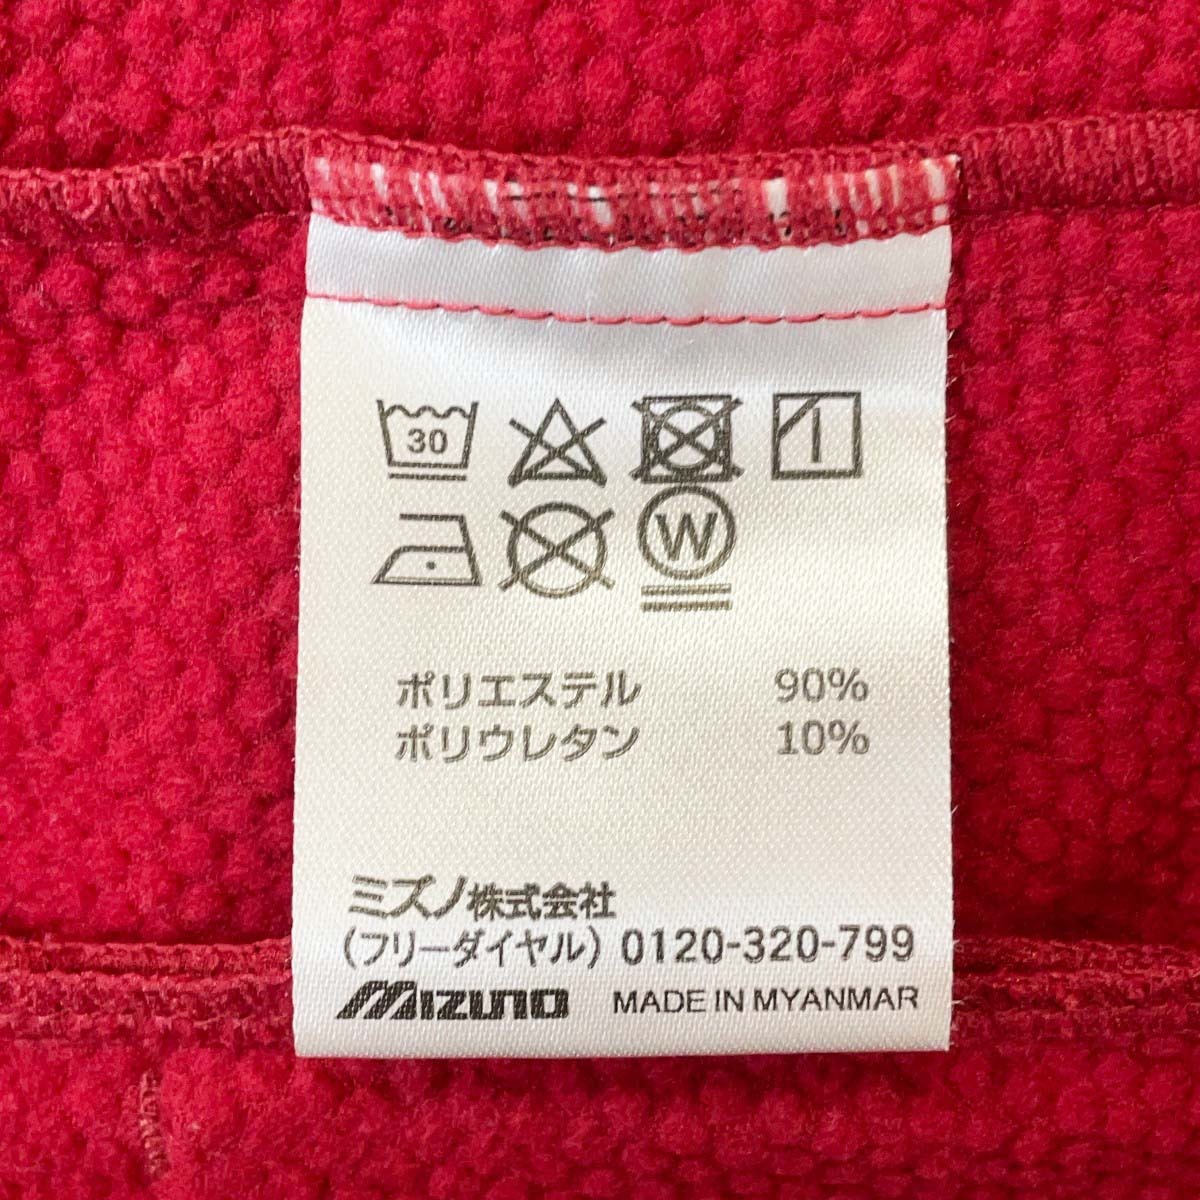 30
W
ポリエステル 90%
ポリウレタン 10%
ミズノ株式会社
(フリーダイヤル) 0120-320-799
MIZUNO MADE IN MYANMAR